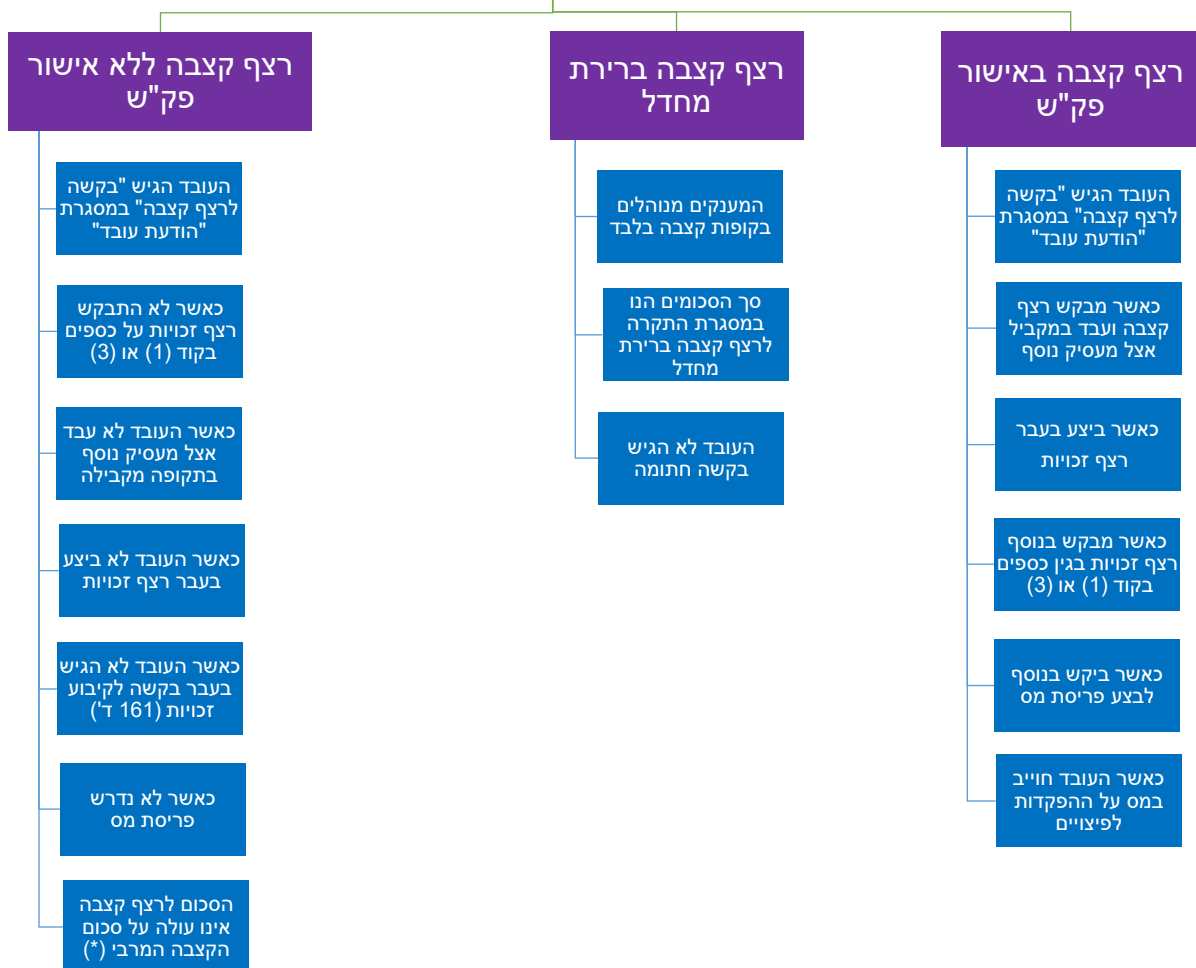 רצף קצבה באישור
פק"ש
העובד הגיש "בקשה
לרצף קצבה" במסגרת
"הודעת עובד"
כאשר מבקש רצף
קצבה ועבד במקביל
אצל מעסיק נוסף
כאשר ביצע בעבר
רצף זכויות
כאשר מבקש בנוסף
רצף זכויות בגין כספים
בקוד (1) או (3)
כאשר ביקש בנוסף
לבצע פריסת מס
כאשר העובד חוייב
במס על ההפקדות
לפיצויים
רצף קצבה ברירת
מחדל
המענקים מנוהלים
בקופות קצבה בלבד
סך הסכומים הנו
במסגרת התקרה
לרצף קצבה ברירת
מחדל
העובד לא הגיש
בקשה חתומה
רצף קצבה ללא אישור
פק"ש
העובד הגיש "בקשה
לרצף קצבה" במסגרת
"הודעת עובד"
כאשר לא התבקש
רצף זכויות על כספים
בקוד (1) או (3)
כאשר העובד לא עבד
אצל מעסיק נוסף
בתקופה מקבילה
כאשר העובד לא ביצע
בעבר רצף זכויות
כאשר העובד לא הגיש
בעבר בקשה לקיבוע
זכויות (161 ד')
כאשר לא נדרש
פריסת מס
הסכום לרצף קצבה
אינו עולה על סכום
הקצבה המרבי (*)